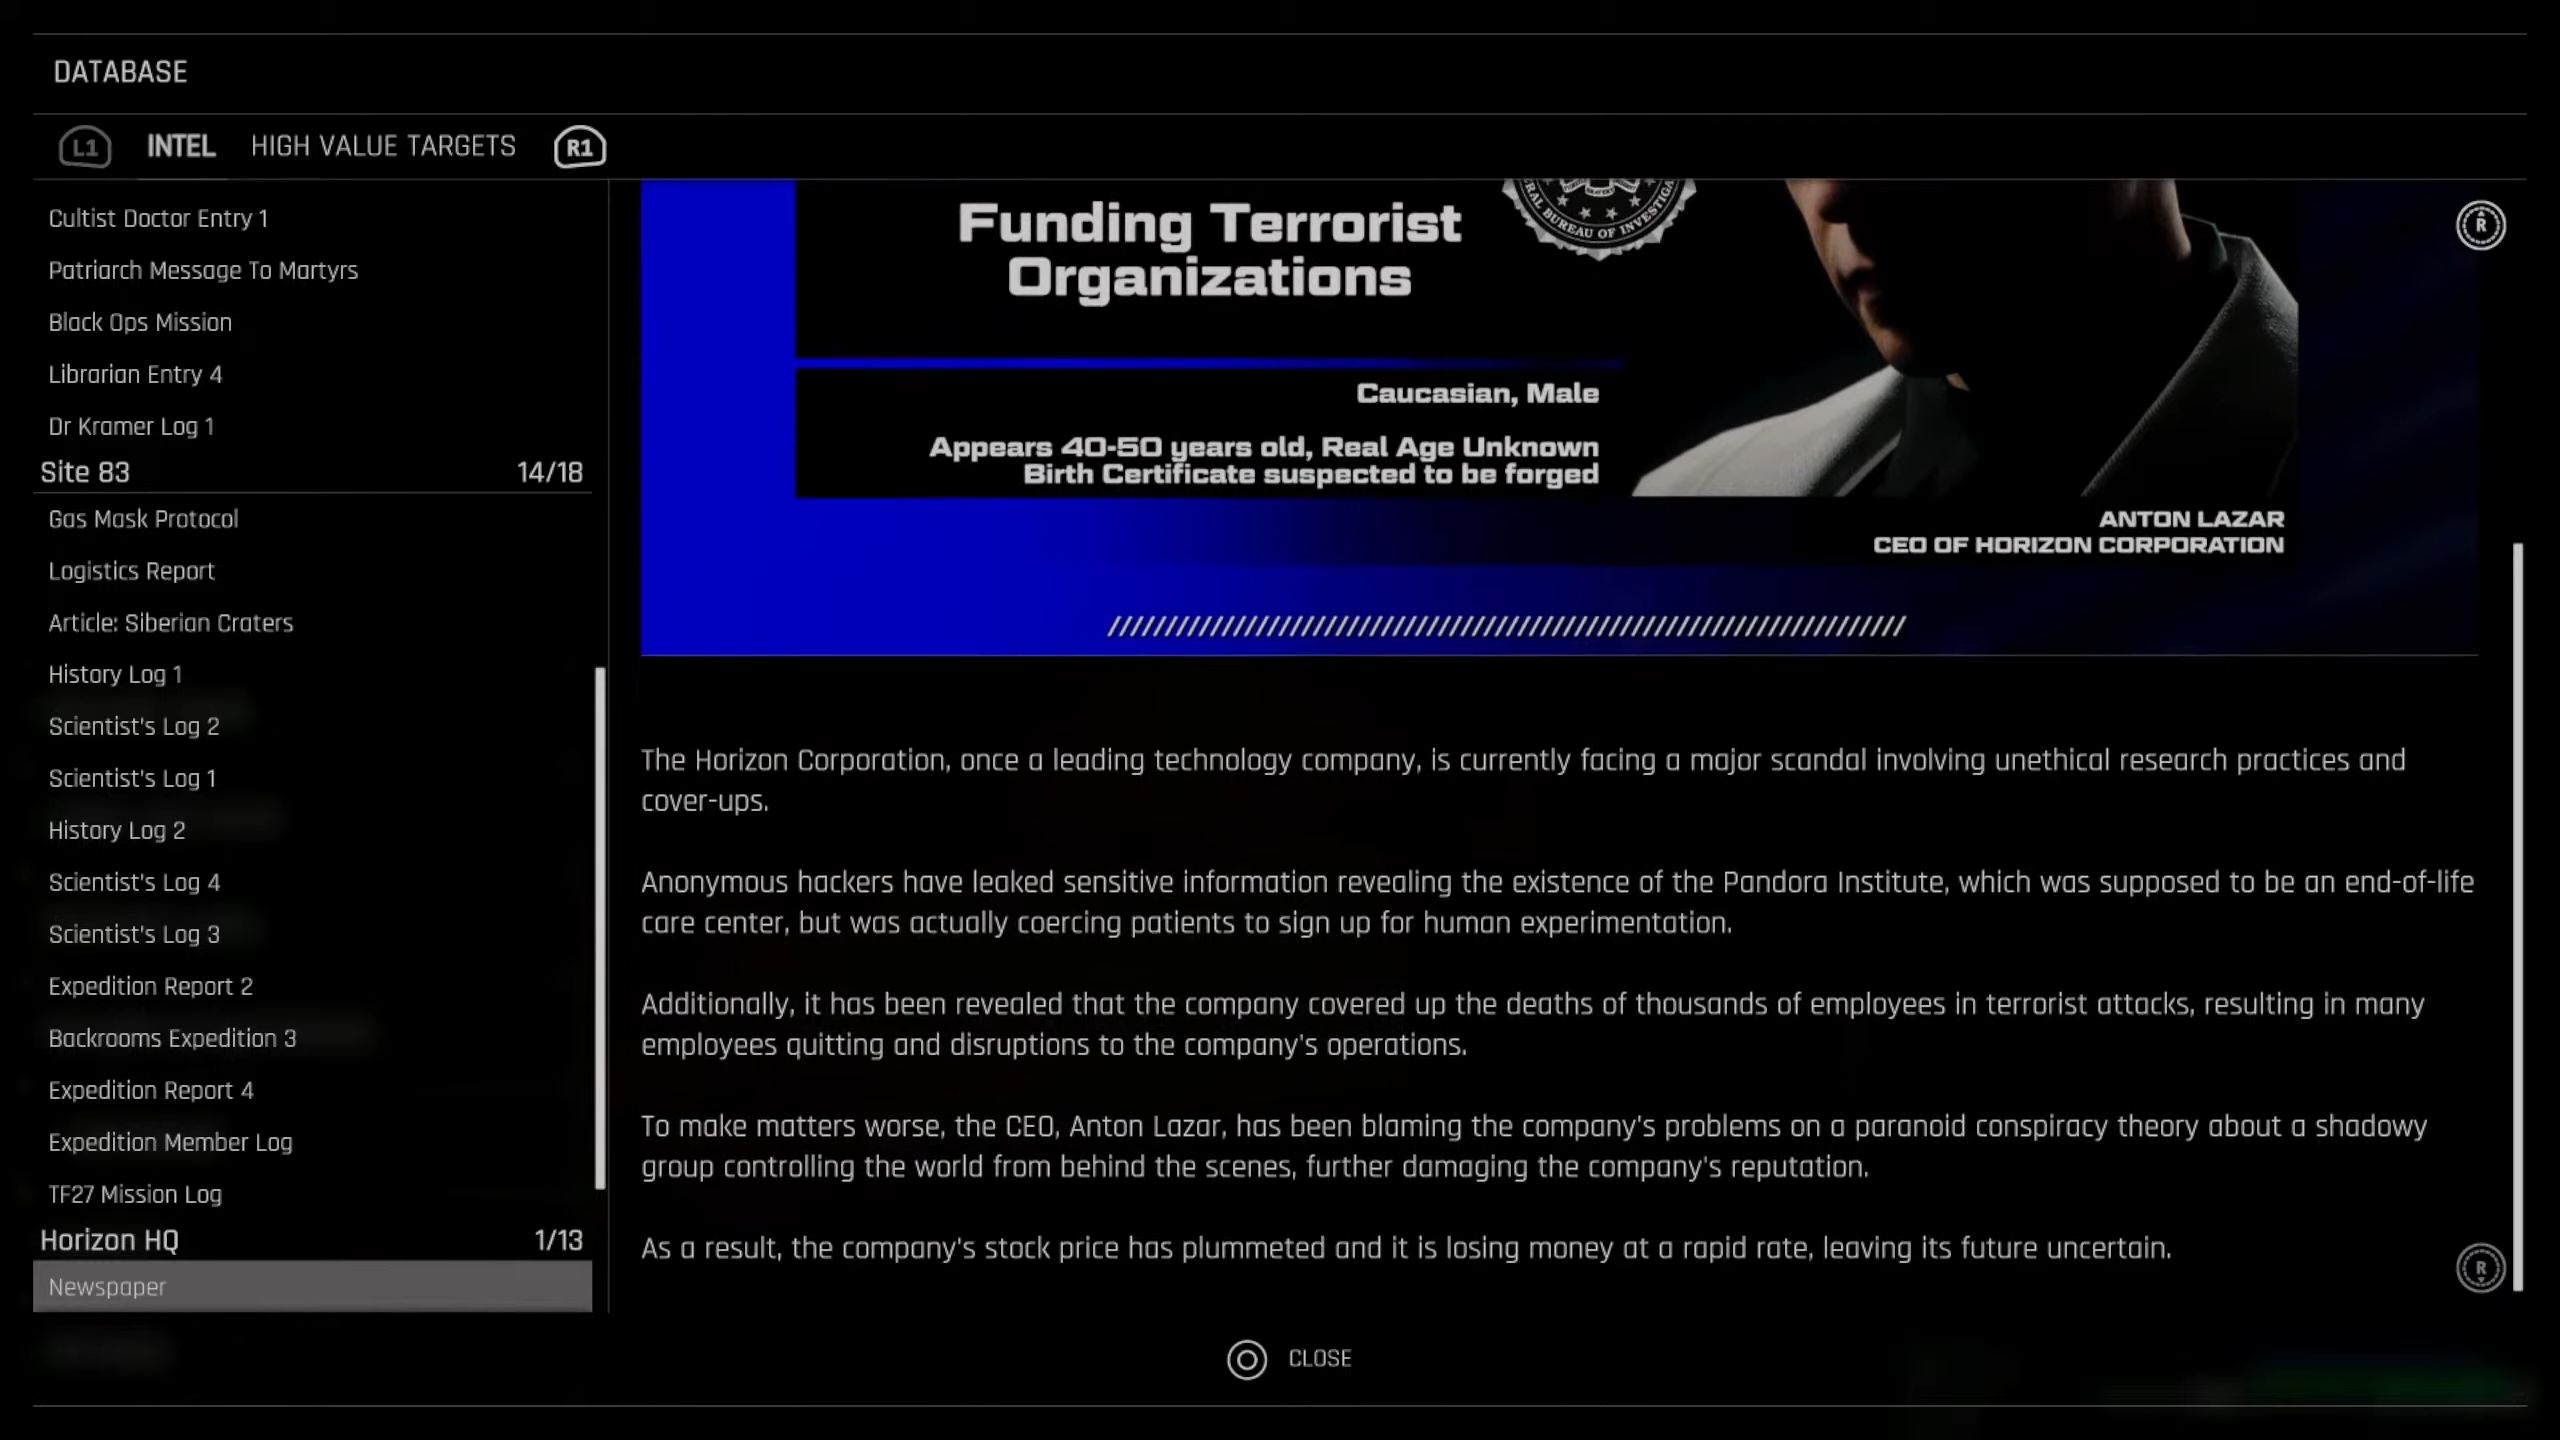 DATABASE
L1 INTEL HIGH VALUE TARGETS R1
Cultist Doctor Entry 1
Patriarch Message To Martyrs
Black Ops Mission
Librarian Entry 4
Dr Kramer Log 1
Site 83 14/18
Gas Mask Protocol
Logistics Report
Article: Siberian Craters
History Log 1
Scientist's Log 2
Scientist's Log 1
History Log 2
Scientist's Log 4
Scientist's Log 3
Expedition Report 2
Backrooms Expedition 3
Expedition Report 4
Expedition Member Log
TF27 Mission Log
Horizon HQ 1/13
Newspaper
Funding Terrorist
Organizations
BUREAU OF
Caucasian, Male
Appears 40-50 years old, Real Age Unknown
Birth Certificate suspected to be forged
ANTON LAZAR
CEO OF HORIZON CORPORATION
////////////////////////////////////////////////////////
R
The Horizon Corporation, once a leading technology company, is currently facing a major scandal involving unethical research practices and
cover-ups.
Anonymous hackers have leaked sensitive information revealing the existence of the Pandora Institute, which was supposed to be an end-of-life
care center, but was actually coercing patients to sign up for human experimentation.
Additionally, it has been revealed that the company covered up the deaths of thousands of employees in terrorist attacks, resulting in many
employees quitting and disruptions to the company's operations.
To make matters worse, the CEO, Anton Lazar, has been blaming the company's problems on a paranoid conspiracy theory about a shadowy
group controlling the world from behind the scenes, further damaging the company's reputation.
As a result, the company's stock price has plummeted and it is losing money at a rapid rate, leaving its future uncertain.
R
CLOSE